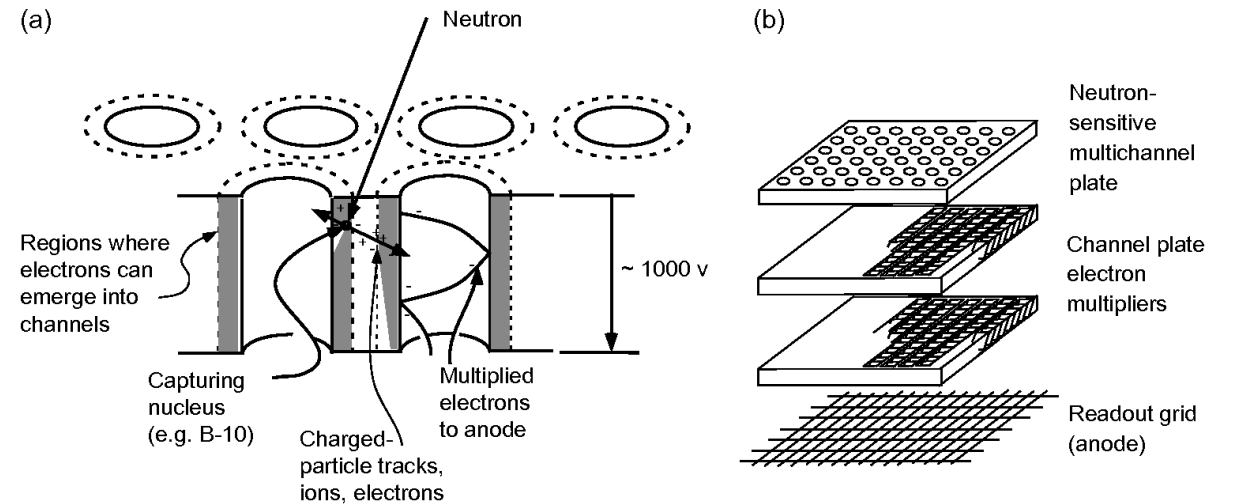 (a)
Neutron
Regions where
electrons can
emerge into
channels
~ 1000 v
Capturing
nucleus
(e.g. B-10)
Charged-
particle tracks,
ions, electrons
Multiplied
electrons
to anode
(b)
Neutron-
sensitive
multichannel
plate
Channel plate
electron
multipliers
Readout grid
(anode)